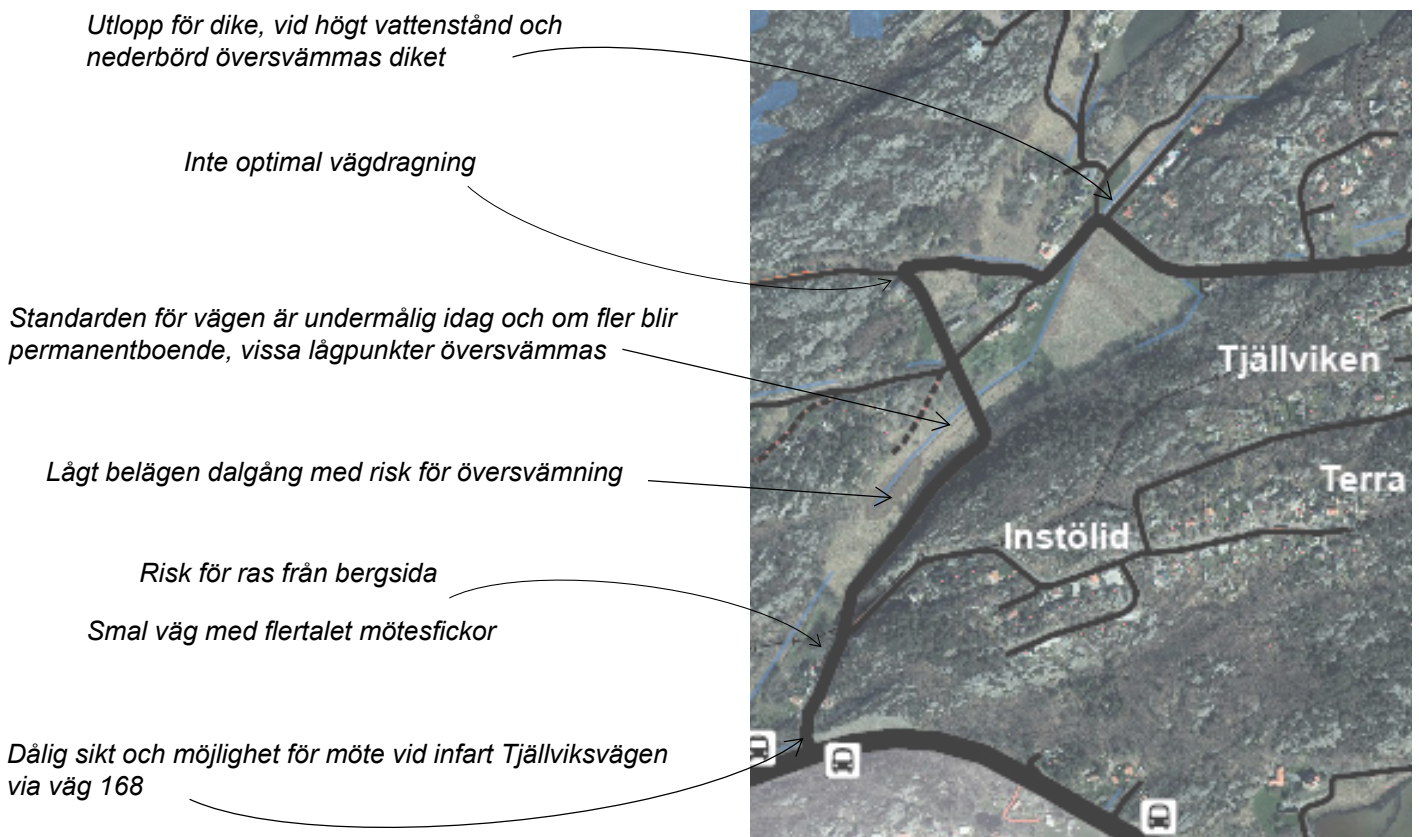 Utlopp för dike, vid högt vattenstånd och
nederbörd översvämmas diket
Inte optimal vägdragning
Standarden för vägen är undermålig idag och om fler blir
permanentboende, vissa lågpunkter översvämmas
Lågt belägen dalgång med risk för översvämning
Risk för ras från bergsida
Smal väg med flertalet mötesfickor
Dålig sikt och möjlighet för möte vid infart Tjällviksvägen
via väg 168
Tjällviken
Terra
Instölid